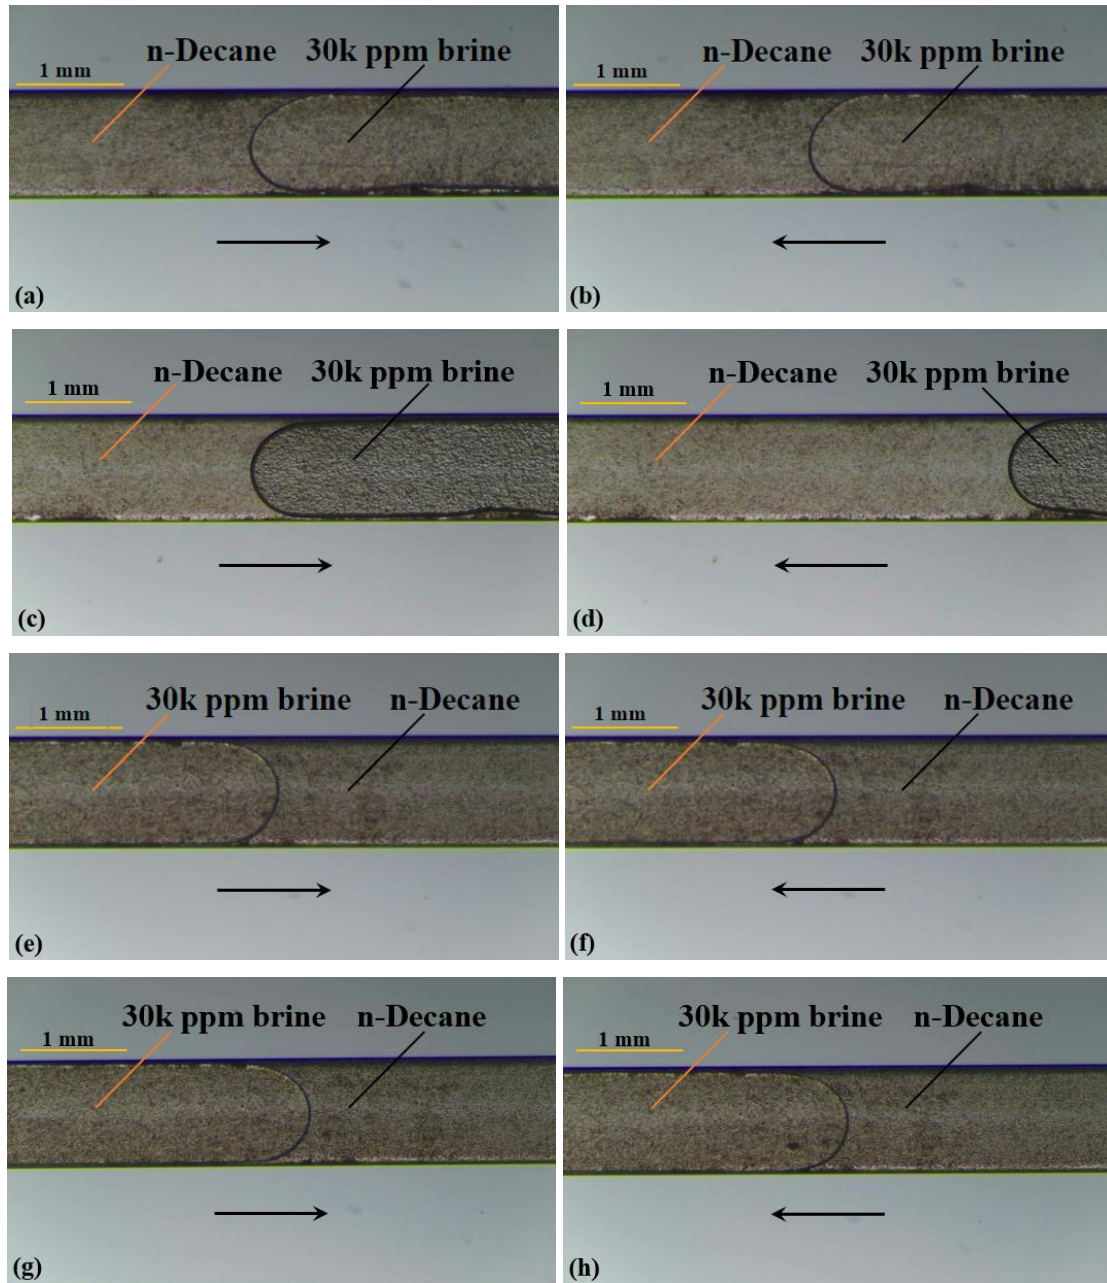 n-Decane 30k ppm brine
1 mm
(a)
n-Decane 30k ppm brine
1 mm
(b)
n-Decane 30k ppm brine
1 mm
(c)
n-Decane 30k ppm brine
1 mm
(d)
30k ppm brine n-Decane
1 mm
(e)
30k ppm brine n-Decane
1 mm
(f)
30k ppm brine n-Decane
1 mm
(g)
30k ppm brine n-Decane
1 mm
(h)